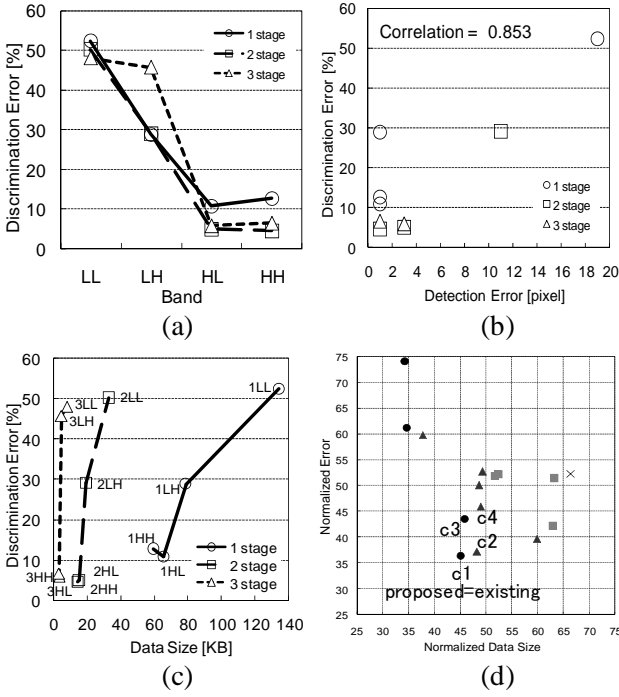 Discrimination Error [%]
60
50
40
30
20
10
0
1 stage
2 stage
3 stage
LL LH HL HH
Band
(a)
Discrimination Error [%]
60
50
40
30
20
10
0
Correlation = 0.853
1 stage
2 stage
3 stage
0 2 4 6 8 10 12 14 16 18 20
Detection Error [pixel]
(b)
Discrimination Error [%]
60
50
40
30
20
10
0
3LL
3LH
2LL
1LL
2LH
1LH
1HH
1HL
3HH
3HL
2HL
2HH
1 stage
2 stage
3 stage
0 20 40 60 80 100 120 140
Data Size [KB]
(c)
Normalized Error
75
70
65
60
55
50
45
40
35
30
25
c4
c3
c2
c1
proposed=existing
25 30 35 40 45 50 55 60 65 70 75
Normalized Data Size
(d)